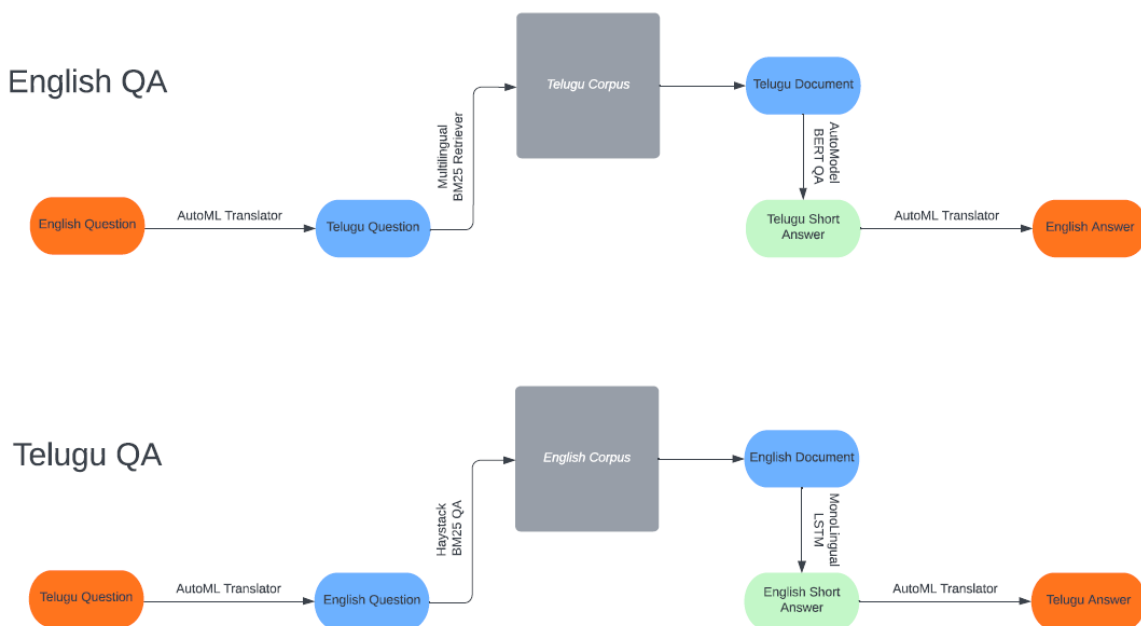 English QA
English Question
AutoML Translator
Telugu Question
Multilingual
BM25 Retriever
Telugu Corpus
Telugu Document
AutoModel
BERT QA
Telugu Short
Answer
AutoML Translator
English Answer
Telugu QA
Telugu Question
AutoML Translator
English Question
Haystack
BM25 QA
English Corpus
English Document
MonoLingual
LSTM
English Short
Answer
AutoML Translator
Telugu Answer